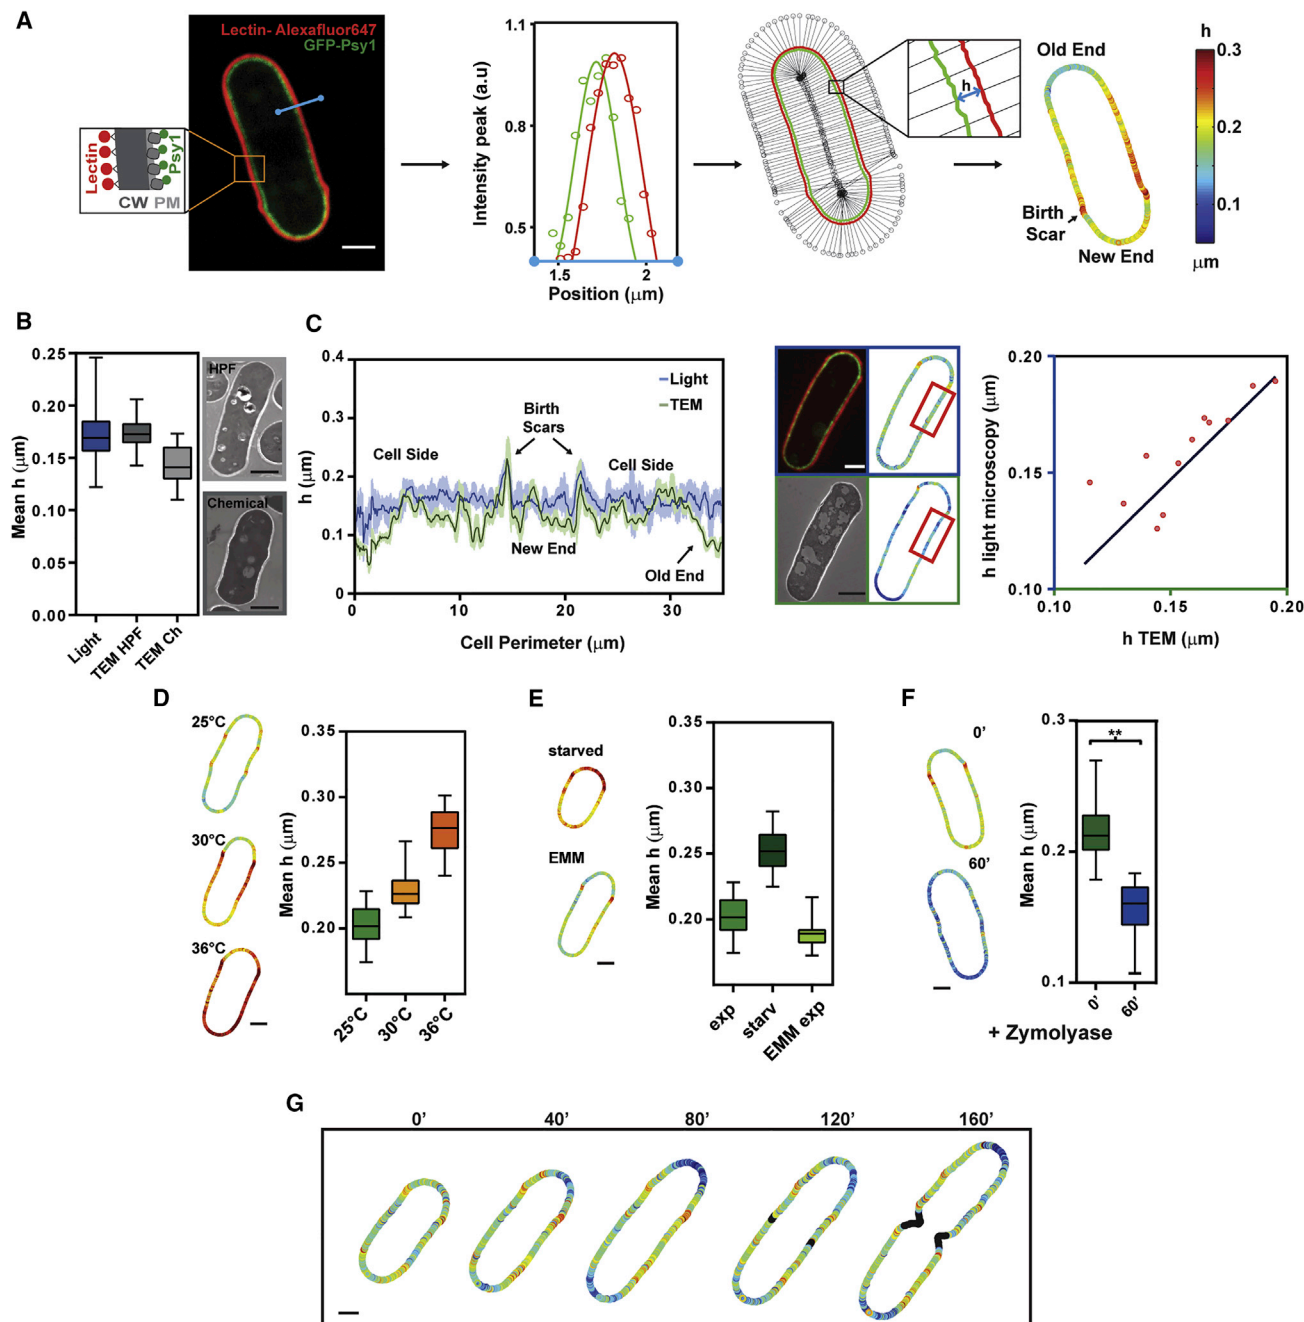 A
Lectin- Alexafluor647
GFP-Psy1
Lectin
Psy1
CW PM
Intensity peak (a.u)
1.1
0.8
0.5
1.5
2
Position (μm)
h
Old End
Birth
Scar
New End
h
0.3
0.2
0.1
μm
B
Mean h (μm)
0.25
0.20
0.15
0.10
0.05
0.00
Light
TEM HPF
TEM Ch
HPF
Chemical
C
h (μm)
0.4
0.3
0.2
0.1
0
Light
TEM
Birth
Scars
Cell Side
Cell Side
New End
Old End
0
10
20
30
Cell Perimeter (μm)
h light microscopy (μm)
0.20
0.15
0.10
0.10
0.15
0.20
h TEM (μm)
D
25°C
30°C
36°C
Mean h (μm)
0.35
0.30
0.25
0.20
25°C
30°C
36°C
E
starved
EMM
Mean h (μm)
0.35
0.25
0.20
exp
starv
EMM exp
F
0'
60'
Mean h (μm)
0.3
0.2
0.1
**
0'
60'
+ Zymolyase
G
0'
40'
80'
120'
160'